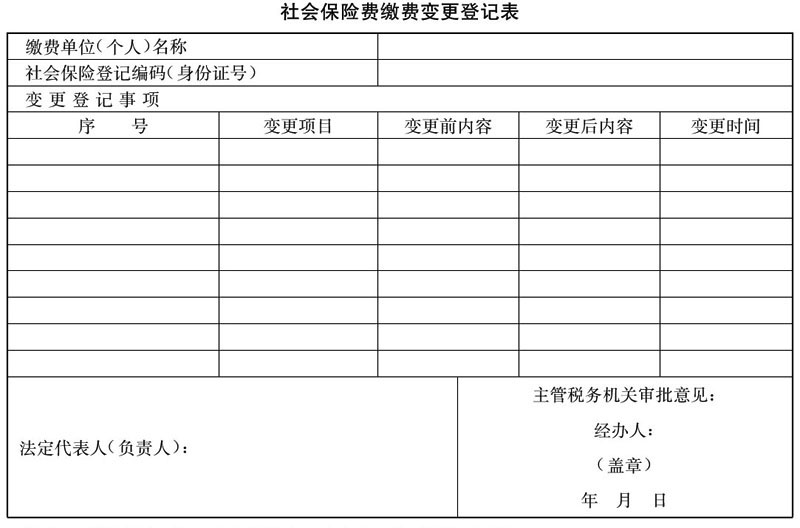 社会保险费缴费变更登记表
缴费单位(个人)名称
社会保险登记编码(身份证号)
变更登记事项
序 号 变更项目 变更前内容 变更后内容 变更时间
主管税务机关审批意见：
经办人：
法定代表人(负责人)：
(盖章)
年 月 日